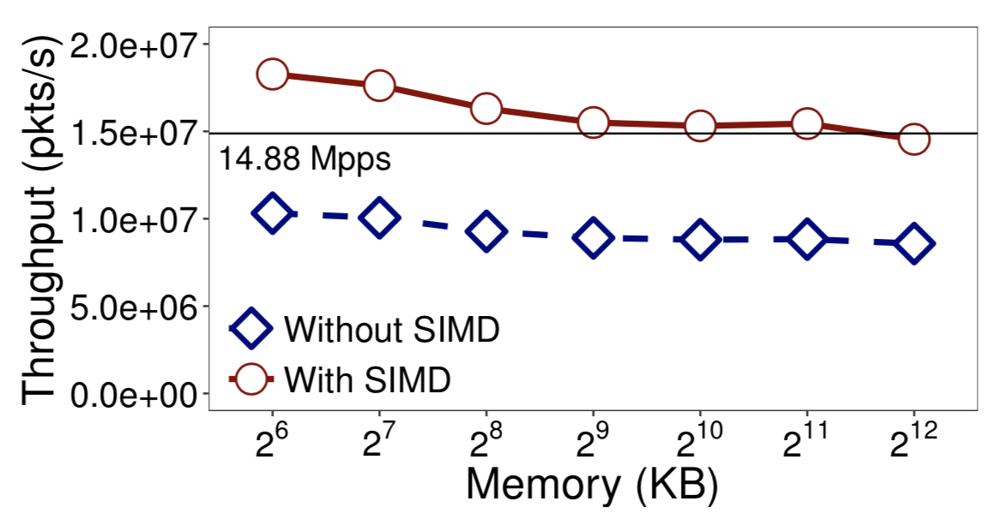 Throughput (pkts/s)
2.0e+07
1.5e+07
1.0e+07
5.0e+06
0.0e+00
14.88 Mpps
Without SIMD
With SIMD
2^6 2^7 2^8 2^9 2^10 2^11 2^12
Memory (KB)